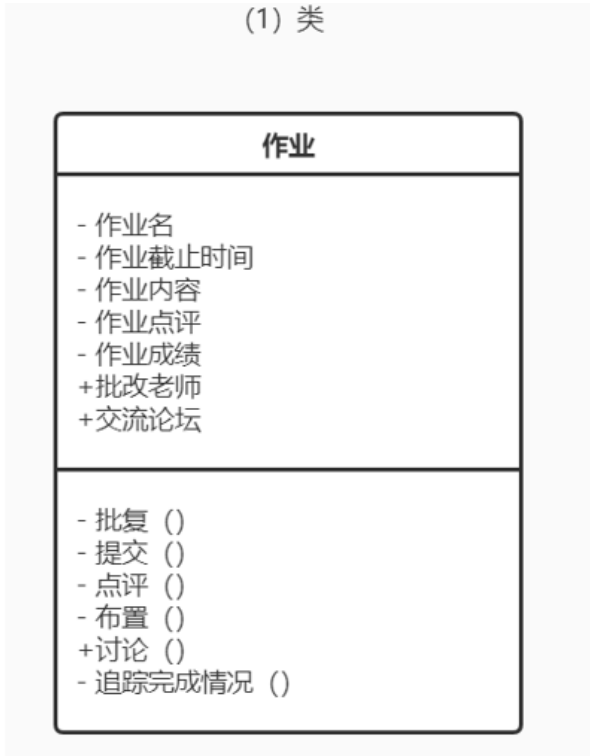 (1) 类
作业
- 作业名
- 作业截止时间
- 作业内容
- 作业点评
- 作业成绩
+批改老师
+交流论坛
- 批复 ()
- 提交 ()
- 点评 ()
- 布置 ()
+讨论 ()
- 追踪完成情况 ()